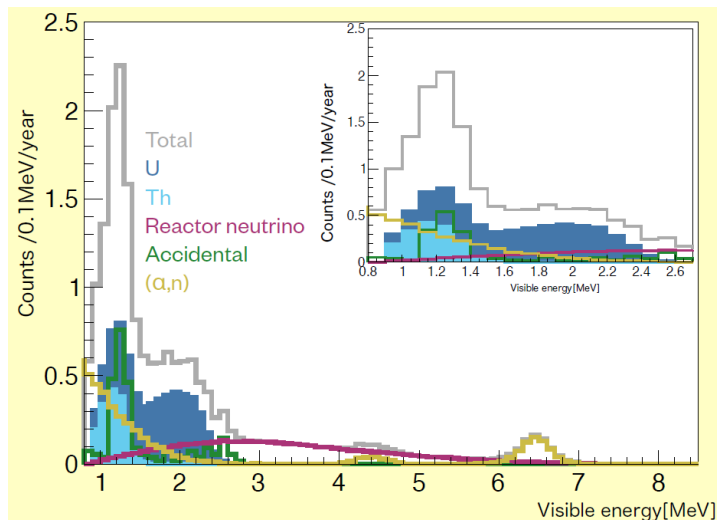 Counts /0.1MeV/year
2.5
2
1.5
1
0.5
0
1 2 3 4 5 6 7 8
Visible energy[MeV]
Total
U
Th
Reactor neutrino
Accidental
(α,n)
Counts /0.1MeV/year
2.5
2
1.5
1
0.5
0
0.8 1 1.2 1.4 1.6 1.8 2 2.2 2.4 2.6
Visible energy[MeV]